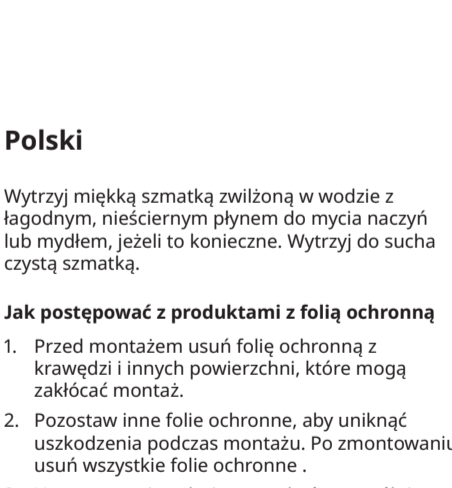 Polski
Wytrzyj miękką szmatką zwilżoną w wodzie z
łagodnym, nieściernym płynem do mycia naczyń
lub mydłem, jeżeli to konieczne. Wytrzyj do sucha
czystą szmatką.
Jak postępować z produktami z folią ochronną
1. Przed montażem usuń folię ochronną z
krawędzi i innych powierzchni, które mogą
zakłócać montaż.
2. Pozostaw inne folie ochronne, aby uniknąć
uszkodzenia podczas montażu. Po zmontowaniu
usuń wszystkie folie ochronne .